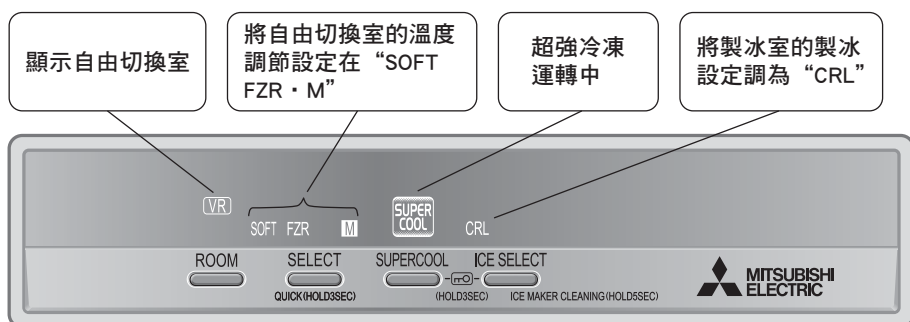 顯示自由切換室
將自由切換室的溫度
調節設定在“SOFT
FZR・M”
超強冷凍
運轉中
將製冰室的製冰
設定調為“CRL”
VR
SOFT FZR M
SUPER
COOL
CRL
ROOM SELECT SUPERCOOL ICE SELECT
QUICK(HOLD3SEC) (HOLD3SEC) ICE MAKER CLEANING(HOLD5SEC)
MITSUBISHI
ELECTRIC